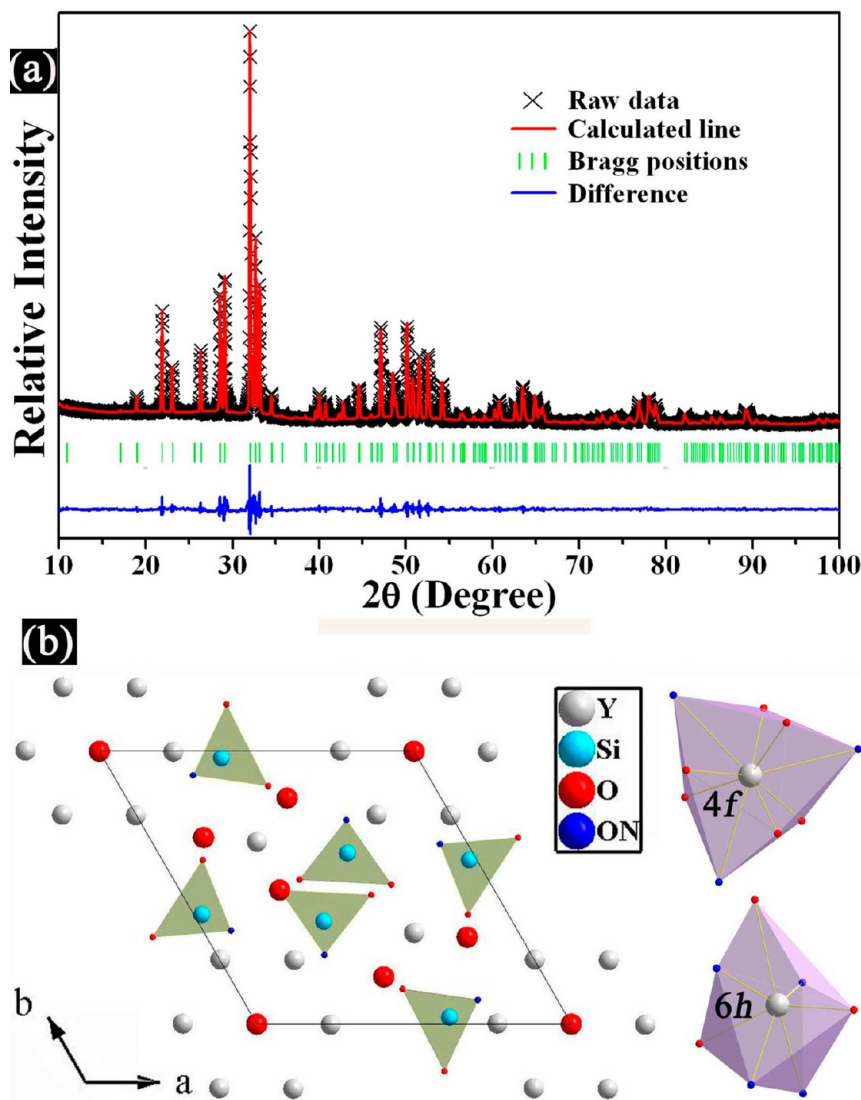 (a)
Relative Intensity
Raw data
Calculated line
Bragg positions
Difference
10 20 30 40 50 60 70 80 90 100
2θ (Degree)
(b)
Y
Si
O
ON
4f
6h
b
a